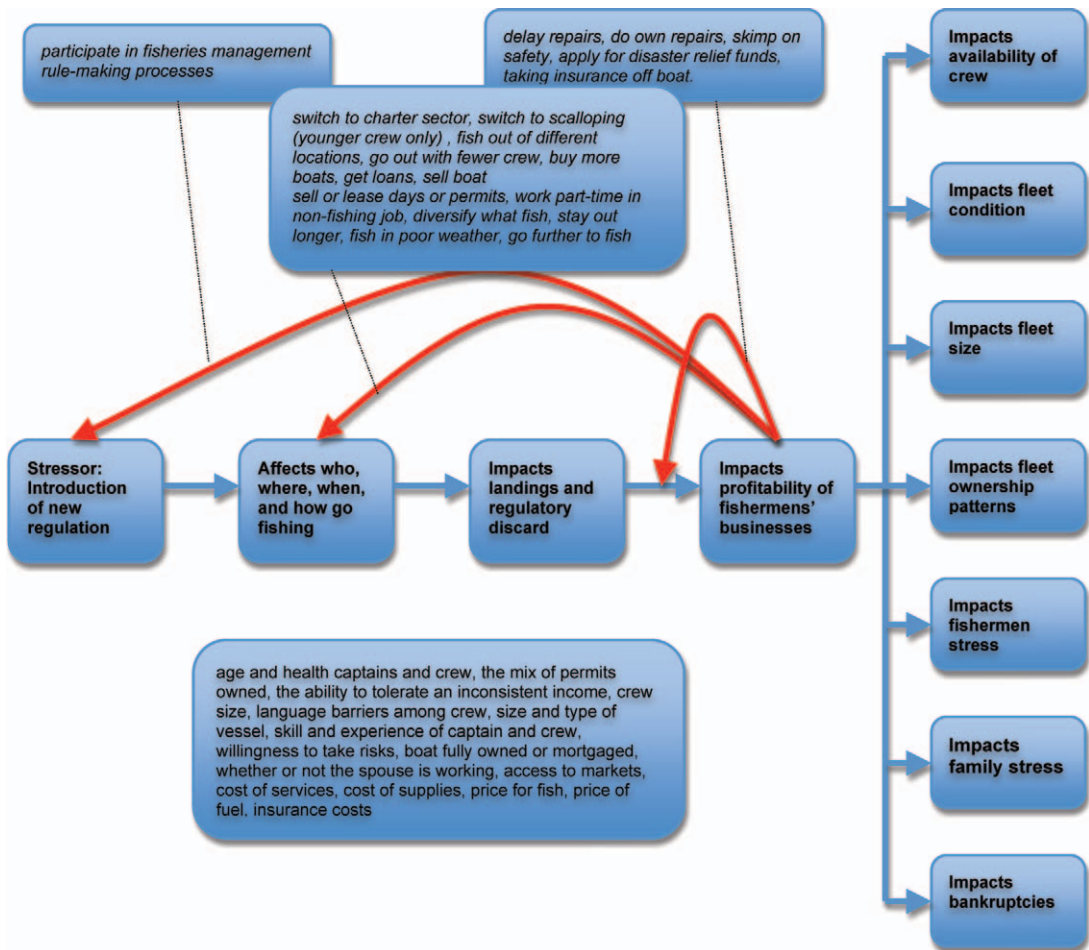 participate in fisheries management
rule-making processes
delay repairs, do own repairs, skimp on
safety, apply for disaster relief funds,
taking insurance off boat.
switch to charter sector, switch to scalloping
(younger crew only) , fish out of different
locations, go out with fewer crew, buy more
boats, get loans, sell boat
sell or lease days or permits, work part-time in
non-fishing job, diversify what fish, stay out
longer, fish in poor weather, go further to fish
Stressor:
Introduction
of new
regulation
Affects who,
where, when,
and how go
fishing
Impacts
landings and
regulatory
discard
Impacts
profitability of
fishermens'
businesses
Impacts
availability of
crew
Impacts fleet
condition
Impacts fleet
size
Impacts fleet
ownership
patterns
Impacts
fishermen
stress
Impacts
family stress
Impacts
bankruptcies
age and health captains and crew, the mix of permits
owned, the ability to tolerate an inconsistent income, crew
size, language barriers among crew, size and type of
vessel, skill and experience of captain and crew,
willingness to take risks, boat fully owned or mortgaged,
whether or not the spouse is working, access to markets,
cost of services, cost of supplies, price for fish, price of
fuel, insurance costs